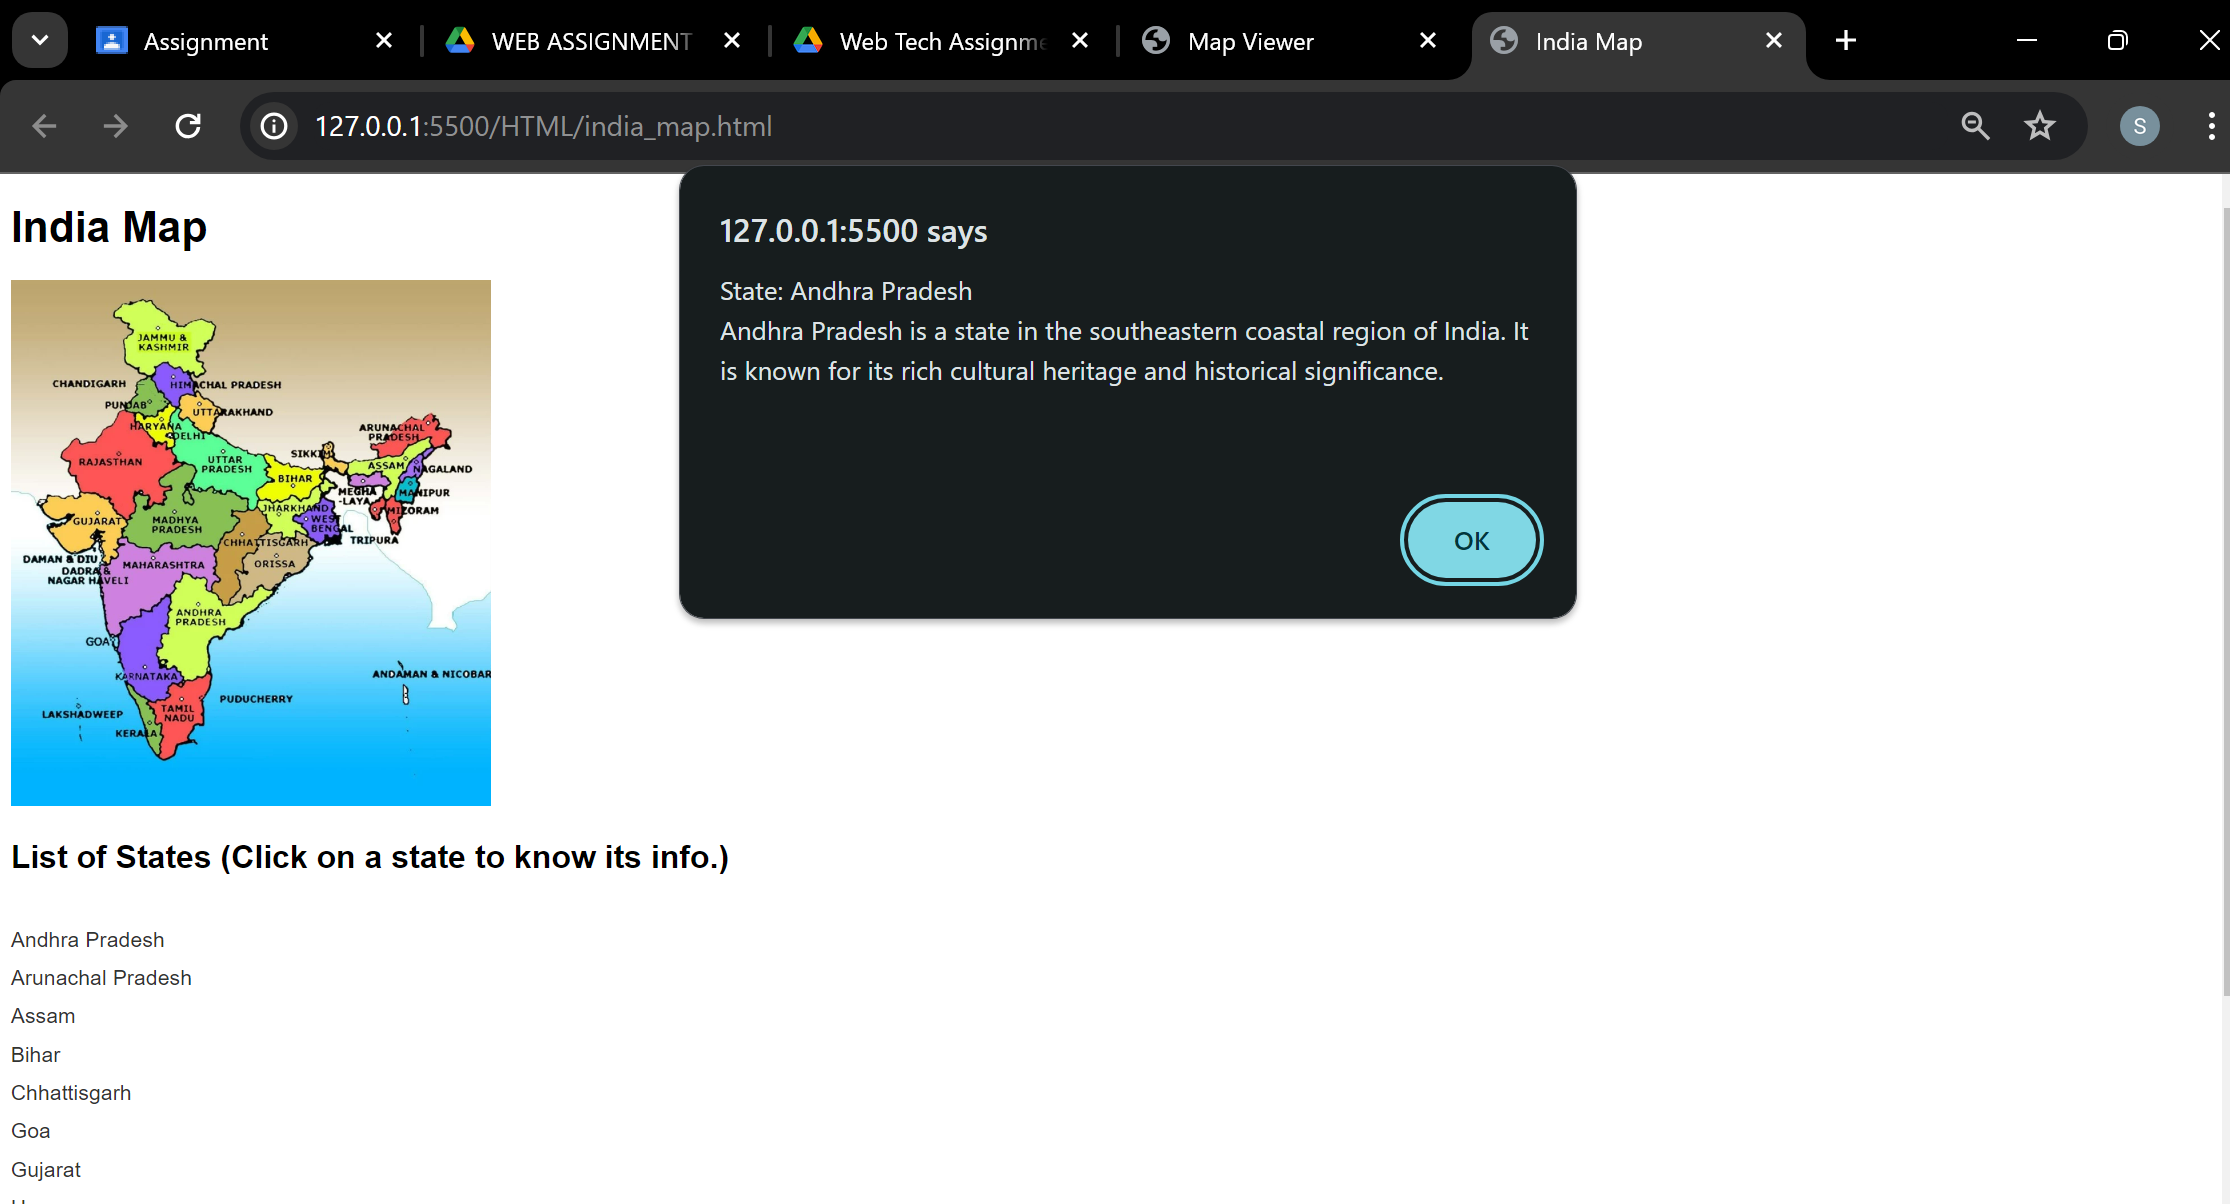 Assignment
WEB ASSIGNMENT
Web Tech Assignme
Map Viewer
India Map
127.0.0.1:5500/HTML/india_map.html
S
India Map
127.0.0.1:5500 says
State: Andhra Pradesh
Andhra Pradesh is a state in the southeastern coastal region of India. It
is known for its rich cultural heritage and historical significance.
OK
JAMMU &
KASHMIR
CHANDIGARH
HIMACHAL PRADESH
PUNJAB
UTTARAKHAND
HARYANA
DELHI
ARUNACHAL
PRADESH
RAJASTHAN
UTTAR
PRADESH
SIKKIM
ASSAM
NAGALAND
BIHAR
MEGHA
-LAYA
MANIPUR
JHARKHAND
MIZORAM
GUJARAT
MADHYA
PRADESH
WEST
BENGAL
TRIPURA
CHHATTISGARH
DAMAN & DIU
DADRA &
NAGAR HAVELI
MAHARASHTRA
ORISSA
ANDHRA
PRADESH
GOA
KARNATAKA
ANDAMAN & NICOBAR
PUDUCHERRY
LAKSHADWEEP
TAMIL
NADU
KERALA
List of States (Click on a state to know its info.)
Andhra Pradesh
Arunachal Pradesh
Assam
Bihar
Chhattisgarh
Goa
Gujarat